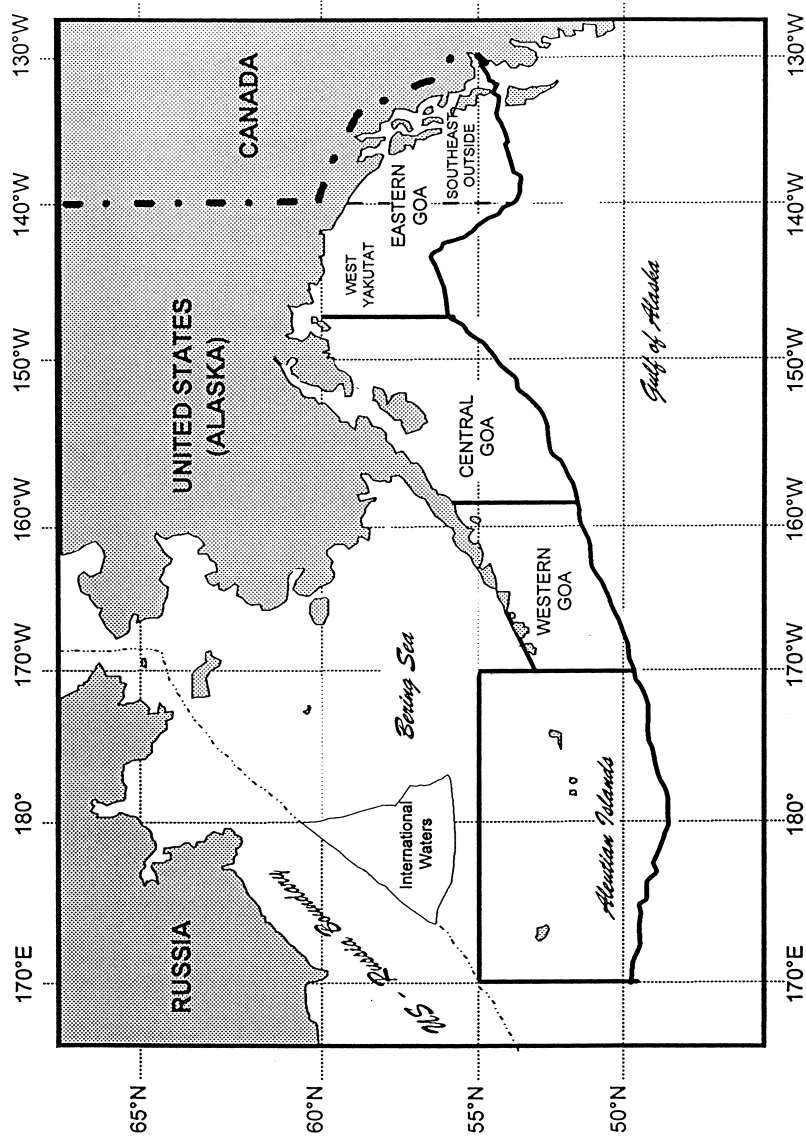 170°E
180°
170°W
160°W
150°W
140°W
130°W
65°N
60°N
55°N
50°N
RUSSIA
UNITED STATES
(ALASKA)
CANADA
US - Russia Boundary
International
Waters
Bering Sea
Aleutian Islands
WESTERN
GOA
CENTRAL
GOA
WEST
YAKUTAT
EASTERN
GOA
SOUTHEAST
OUTSIDE
Gulf of Alaska
170°E
180°
170°W
160°W
150°W
140°W
130°W